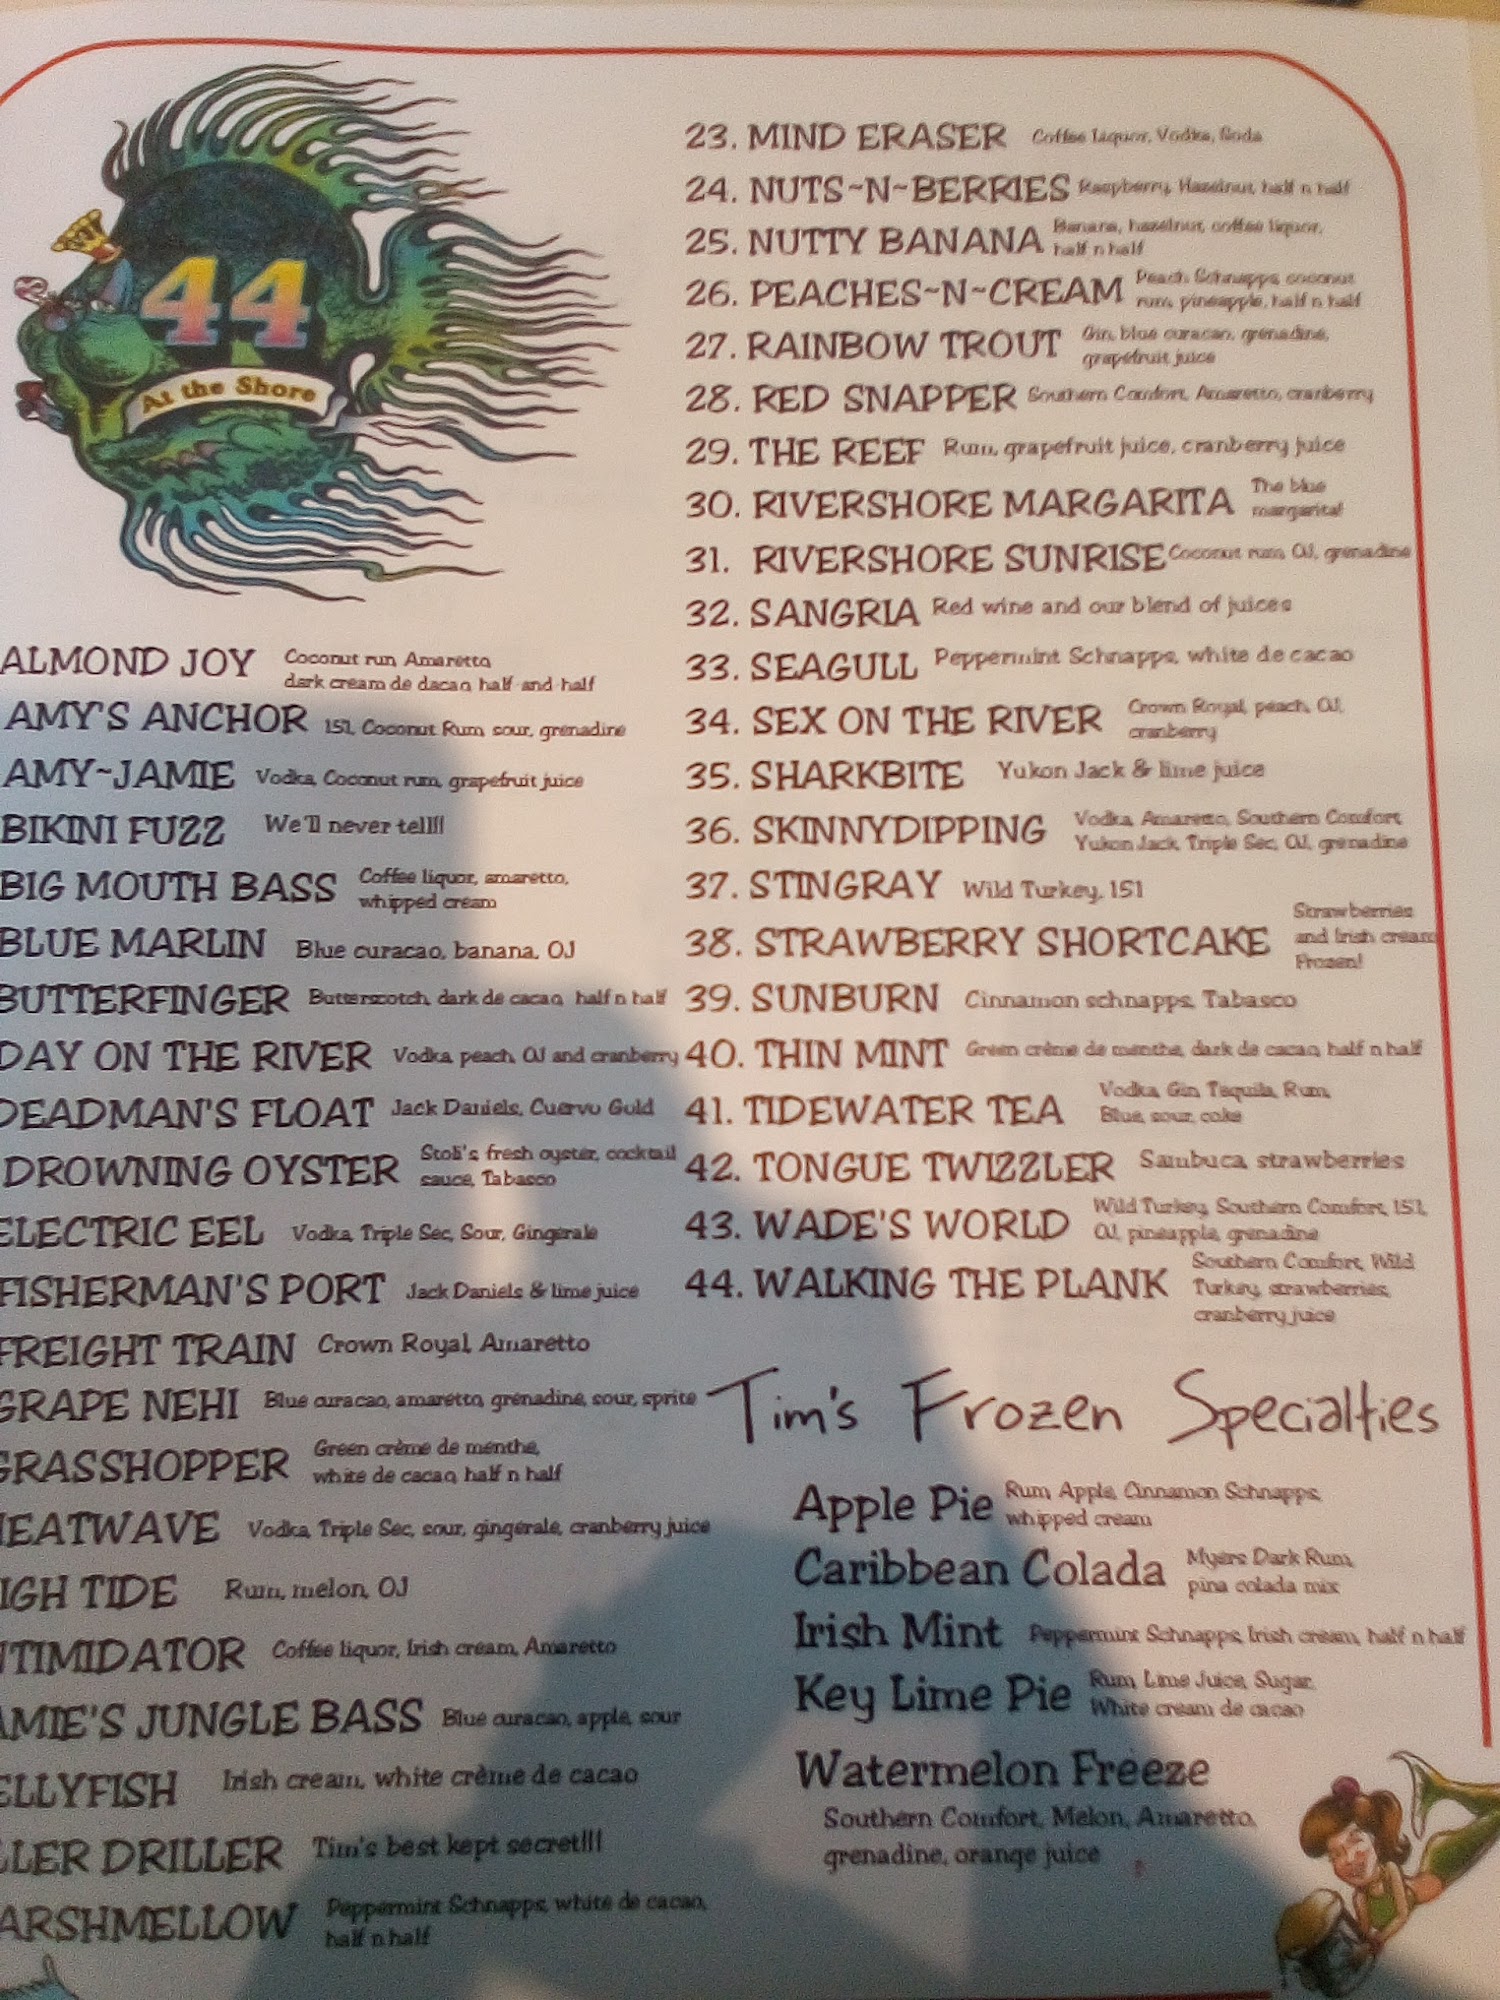 44
At the Shore
ALMOND JOY Coconut run, Amaretto,
dark cream de dacao, half-and-half
AMY'S ANCHOR 151, Coconut Rum, sour, grenadine
AMY~JAMIE Vodka, Coconut rum, grapefruit juice
BIKINI FUZZ We'll never tell!!!
BIG MOUTH BASS Coffee liquor, amaretto,
whipped cream
BLUE MARLIN Blue curacao, banana, OJ
BUTTERFINGER Butterscotch, dark de cacao, half n half
DAY ON THE RIVER Vodka, peach, OJ and cranberry
DEADMAN'S FLOAT Jack Daniels, Cuervo Gold
DROWNING OYSTER Stoli's, fresh oyster, cocktail
sauce, Tabasco
ELECTRIC EEL Vodka, Triple Sec, Sour, Gingerale
FISHERMAN'S PORT Jack Daniels & lime juice
FREIGHT TRAIN Crown Royal, Amaretto
GRAPE NEHI Blue curacao, amaretto, grenadine, sour, sprite
GRASSHOPPER Green crème de menthe,
white de cacao, half n half
HEATWAVE Vodka, Triple Sec, sour, gingerale, cranberry juice
IGH TIDE Rum, melon, OJ
NTIMIDATOR Coffee liquor, Irish cream, Amaretto
AMIE'S JUNGLE BASS Blue curacao, apple, sour
ELLYFISH Irish cream, white crème de cacao
LLER DRILLER Tim's best kept secret!!!
ARSHMELLOW Peppermint Schnapps, white de cacao,
half n half
23. MIND ERASER Coffee Liquor, Vodka, Soda
24. NUTS~N~BERRIES Raspberry, Hazelnut, half n half
25. NUTTY BANANA Banana, hazelnut, coffee liquor,
half n half
26. PEACHES~N~CREAM Peach Schnapps, coconut
rum, pineapple, half n half
27. RAINBOW TROUT Gin, blue curacao, grenadine,
grapefruit juice
28. RED SNAPPER Southern Comfort, Amaretto, cranberry
29. THE REEF Rum, grapefruit juice, cranberry juice
30. RIVERSHORE MARGARITA The blue
margarita!
31. RIVERSHORE SUNRISE Coconut rum, OJ, grenadine
32. SANGRIA Red wine and our blend of juices
33. SEAGULL Peppermint Schnapps, white de cacao
34. SEX ON THE RIVER Crown Royal, peach, OJ,
cranberry
35. SHARKBITE Yukon Jack & lime juice
36. SKINNYDIPPING Vodka, Amaretto, Southern Comfort,
Yukon Jack, Triple Sec, OJ, grenadine
37. STINGRAY Wild Turkey, 151
38. STRAWBERRY SHORTCAKE Strawberries
and Irish cream
Frozen!
39. SUNBURN Cinnamon schnapps, Tabasco
40. THIN MINT Green crème de menthe, dark de cacao, half n half
41. TIDEWATER TEA Vodka, Gin, Tequila, Rum,
Blue, sour, coke
42. TONGUE TWIZZLER Sambuca, strawberries
43. WADE'S WORLD Wild Turkey, Southern Comfort, 151,
OJ, pineapple, grenadine
44. WALKING THE PLANK Southern Comfort, Wild
Turkey, strawberries,
cranberry juice
Tim's Frozen Specialties
Apple Pie Rum, Apple, Cinnamon Schnapps,
whipped cream
Caribbean Colada Myers Dark Rum,
pina colada mix
Irish Mint Peppermint Schnapps, Irish cream, half n half
Key Lime Pie Rum, Lime Juice, Sugar,
White cream de cacao
Watermelon Freeze
Southern Comfort, Melon, Amaretto,
grenadine, orange juice